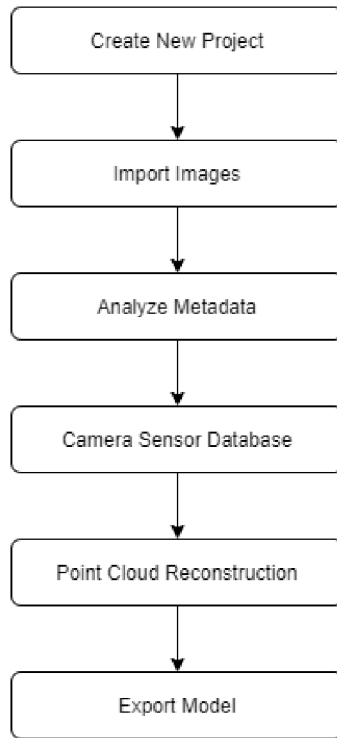 Create New Project
Import Images
Analyze Metadata
Camera Sensor Database
Point Cloud Reconstruction
Export Model